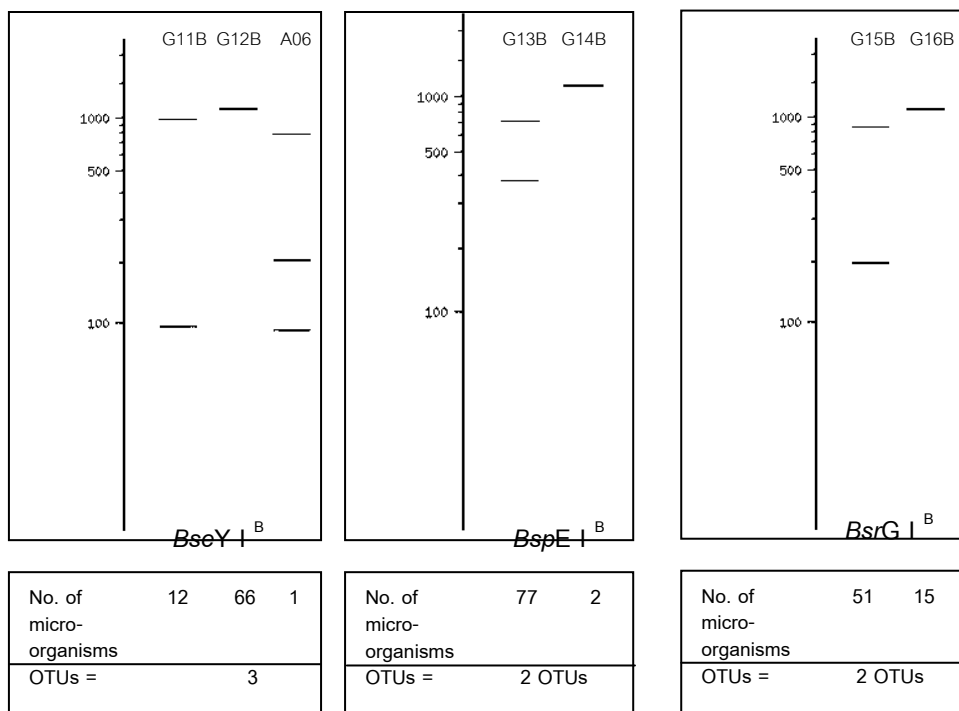 G11B G12B A06
1000
500
100
BscY I B
No. of micro-organisms 12 66 1
OTUs = 3
G13B G14B
1000
500
100
BspE I B
No. of micro-organisms 77 2
OTUs = 2 OTUs
G15B G16B
1000
500
100
BsrG I B
No. of micro-organisms 51 15
OTUs = 2 OTUs